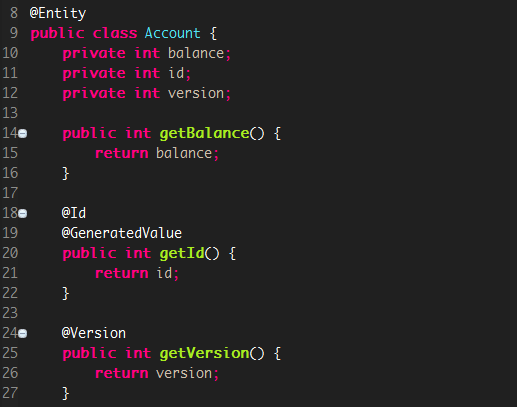 8 @Entity
9 public class Account {
10     private int balance;
11     private int id;
12     private int version;
13
14     public int getBalance() {
15         return balance;
16     }
17
18     @Id
19     @GeneratedValue
20     public int getId() {
21         return id;
22     }
23
24     @Version
25     public int getVersion() {
26         return version;
27     }